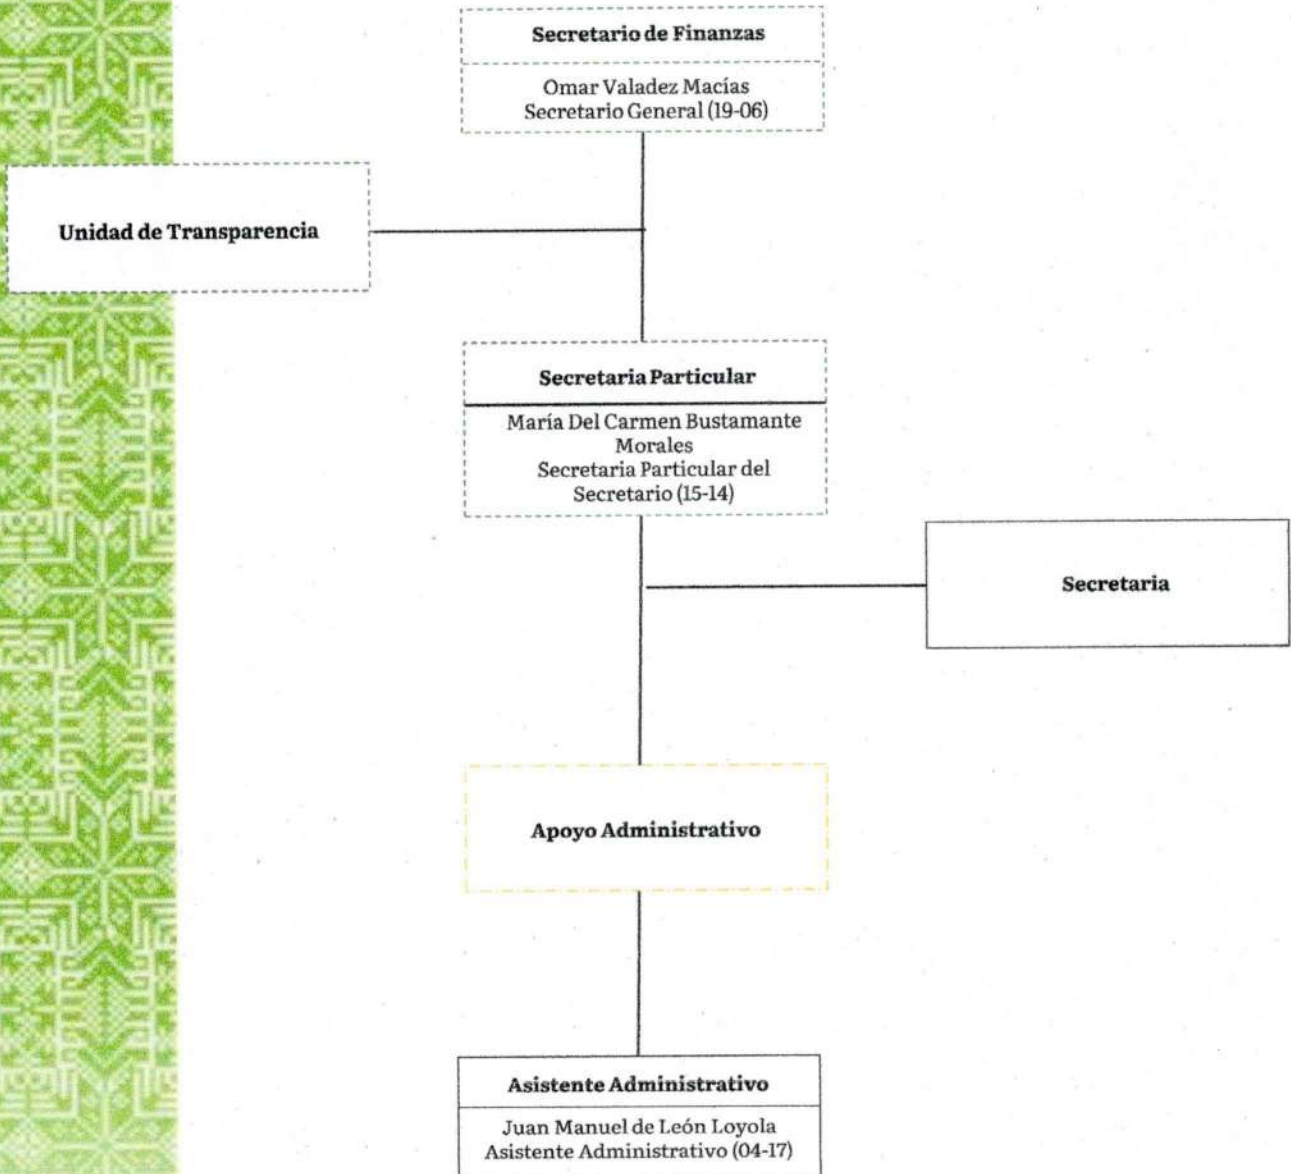 Secretario de Finanzas
Omar Valadez Macías
Secretario General (19-06)
Unidad de Transparencia
Secretaria Particular
María Del Carmen Bustamante
Morales
Secretaria Particular del
Secretario (15-14)
Secretaria
Apoyo Administrativo
Asistente Administrativo
Juan Manuel de León Loyola
Asistente Administrativo (04-17)